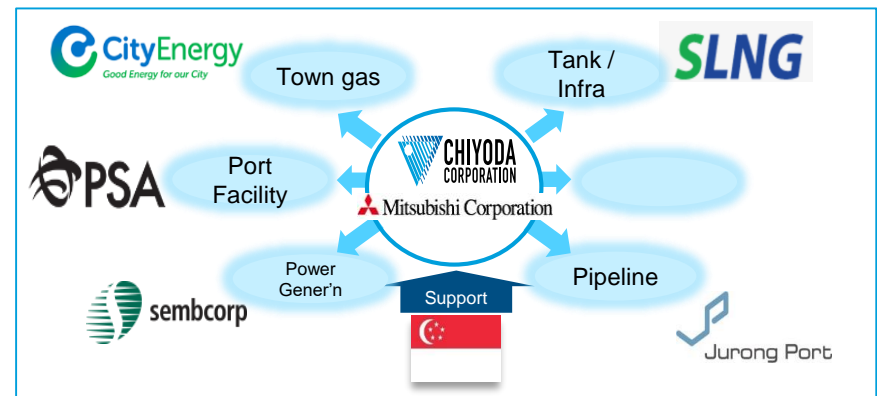 CityEnergy
Good Energy for our City
Town gas
Tank /
Infra
SLNG
CHIYODA
CORPORATION
PSA
Port
Facility
Mitsubishi Corporation
Power
Gener'n
Pipeline
sembcorp
Support
Jurong Port